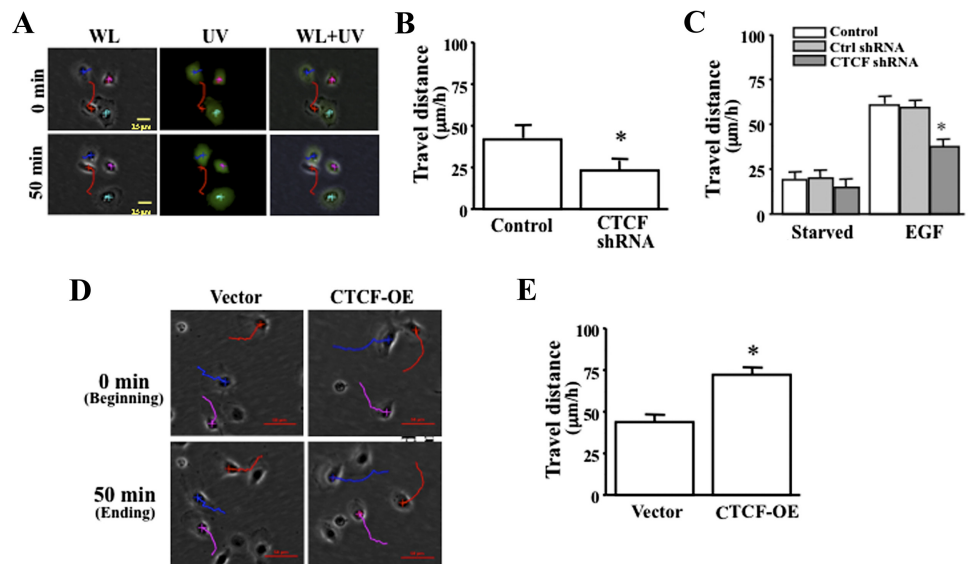 A
WL UV WL+UV
0 min
50 min
B
Travel distance
(μm/h)
100
75
50
25
0
*
Control CTCF
shRNA
C
Travel distance
(μm/h)
100
75
50
25
0
Control
Ctrl shRNA
CTCF shRNA
*
Starved EGF
D
Vector CTCF-OE
0 min
(Beginning)
50 min
(Ending)
E
Travel distance
(μm/h)
100
75
50
25
0
*
Vector CTCF-OE